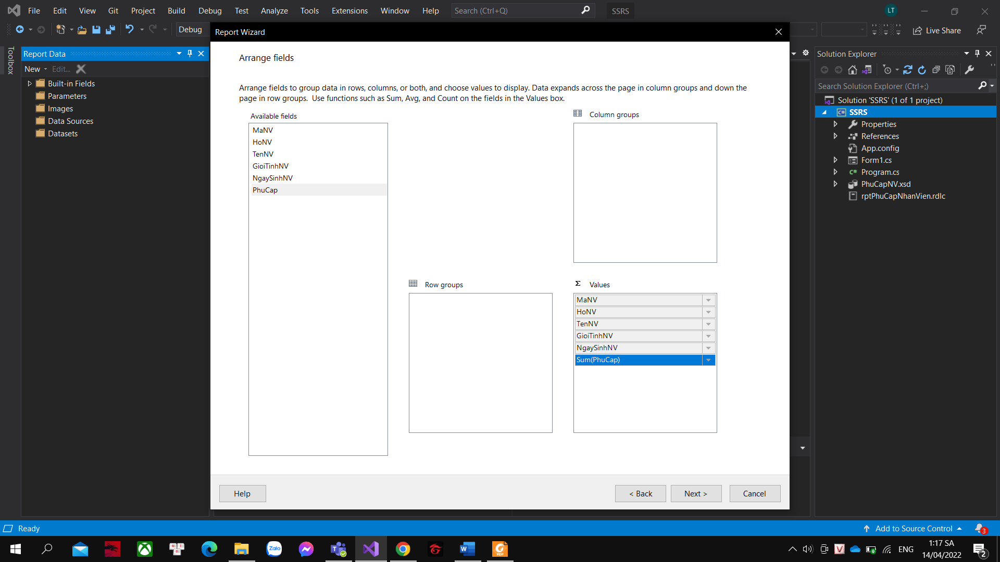 File Edit View Git Project Build Debug Test Analyze Tools Extensions Window Help Search (Ctrl+Q) SSRS LT
Debug
Live Share
Report Wizard
Toolbox
Report Data
New Edit...
Built-in Fields
Parameters
Images
Data Sources
Datasets
Arrange fields
Arrange fields to group data in rows, columns, or both, and choose values to display. Data expands across the page in column groups and down the
page in row groups. Use functions such as Sum, Avg, and Count on the fields in the Values box.
Available fields
MaNV
HoNV
TenNV
GioiTinhNV
NgaySinhNV
PhuCap
Column groups
Row groups
Σ Values
MaNV
HoNV
TenNV
GioiTinhNV
NgaySinhNV
Sum(PhuCap)
Help
< Back
Next >
Cancel
Solution Explorer
Search Solution Explorer (Ctrl+;)
Solution 'SSRS' (1 of 1 project)
C# SSRS
Properties
References
App.config
Form1.cs
C# Program.cs
PhuCapNV.xsd
rptPhuCapNhanVien.rdlc
Ready
Add to Source Control
3
Zalo
PDF
ENG
1:17 SA
14/04/2022
2